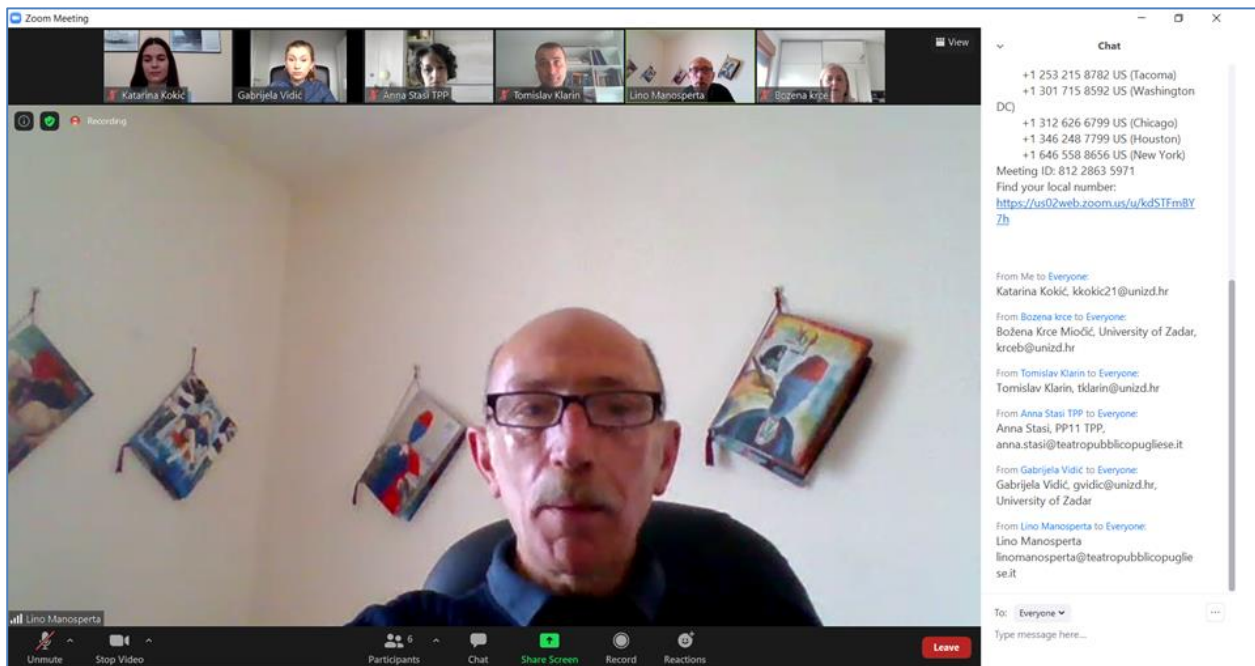 Zoom Meeting
Katarina Kokić
Gabrijela Vidić
Anna Stasi TPP
Tomislav Klarin
Lino Manosperta
Bozena krce
View
Recording
Lino Manosperta
Unmute
Stop Video
6
Participants
Chat
Share Screen
Record
Reactions
Leave
Chat
+1 253 215 8782 US (Tacoma)
+1 301 715 8592 US (Washington
DC)
+1 312 626 6799 US (Chicago)
+1 346 248 7799 US (Houston)
+1 646 558 8656 US (New York)
Meeting ID: 812 2863 5971
Find your local number:
https://us02web.zoom.us/u/kdSTFmBY
7h
From Me to Everyone:
Katarina Kokić, kkokic21@unizd.hr
From Bozena krce to Everyone:
Božena Krce Miočić, University of Zadar,
krceb@unizd.hr
From Tomislav Klarin to Everyone:
Tomislav Klarin, tklarin@unizd.hr
From Anna Stasi TPP to Everyone:
Anna Stasi, PP11 TPP,
anna.stasi@teatropubblicopugliese.it
From Gabrijela Vidić to Everyone:
Gabrijela Vidić, gvidic@unizd.hr,
University of Zadar
From Lino Manosperta to Everyone:
Lino Manosperta
linomanosperta@teatropubblicopuglie
se.it
To: Everyone
Type message here...